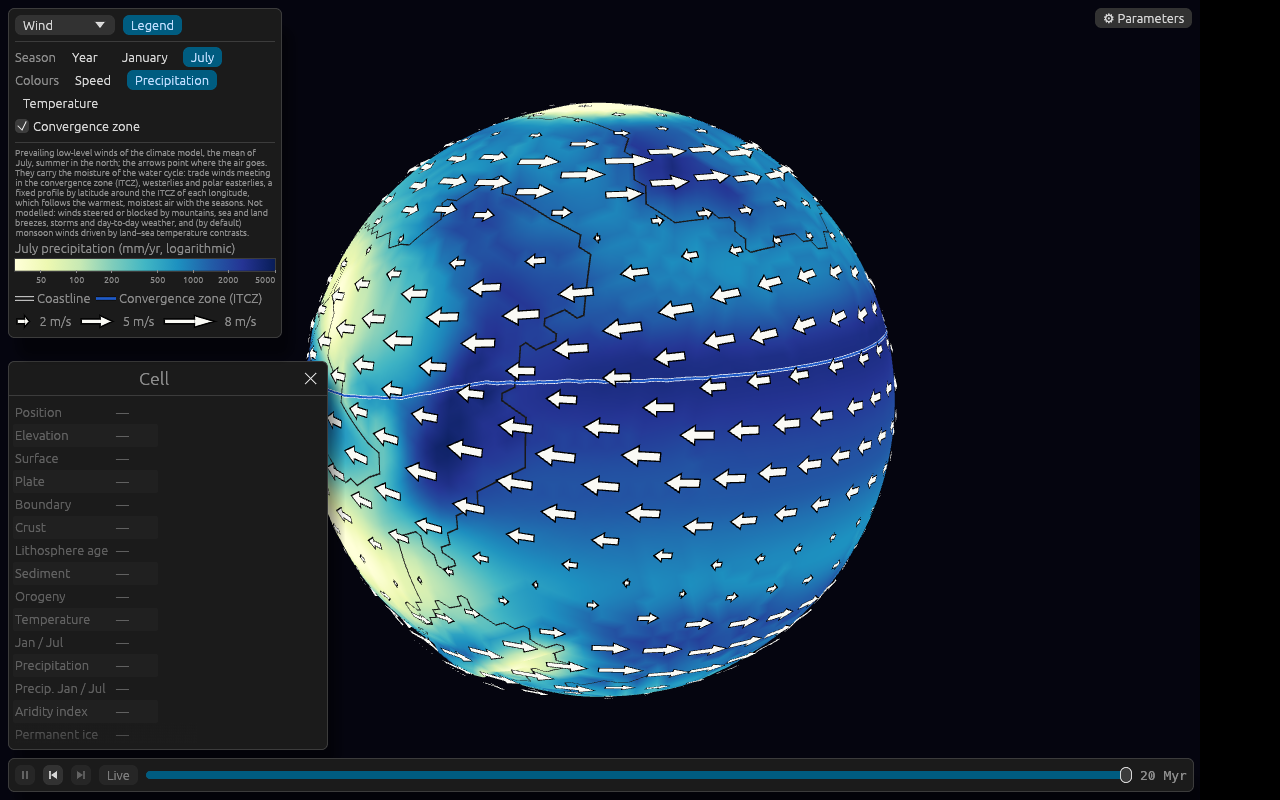 Wind
Legend
⚙ Parameters
Season Year January July
Colours Speed Precipitation
Temperature
Convergence zone
Prevailing low-level winds of the climate model, the mean of
July, summer in the north; the arrows point where the air goes.
They carry the moisture of the water cycle: trade winds meeting
in the convergence zone (ITCZ), westerlies and polar easterlies, a
fixed profile by latitude around the ITCZ of each longitude,
which follows the warmest, moistest air with the seasons. Not
modelled: winds steered or blocked by mountains, sea and land
breezes, storms and day-to-day weather, and (by default)
monsoon winds driven by land–sea temperature contrasts.
July precipitation (mm/yr, logarithmic)
50 100 200 500 1000 2000 5000
Coastline Convergence zone (ITCZ)
2 m/s 5 m/s 8 m/s
Cell
Position —
Elevation —
Surface —
Plate —
Boundary —
Crust —
Lithosphere age —
Sediment —
Orogeny —
Temperature —
Jan / Jul —
Precipitation —
Precip. Jan / Jul —
Aridity index —
Permanent ice —
Live
20 Myr